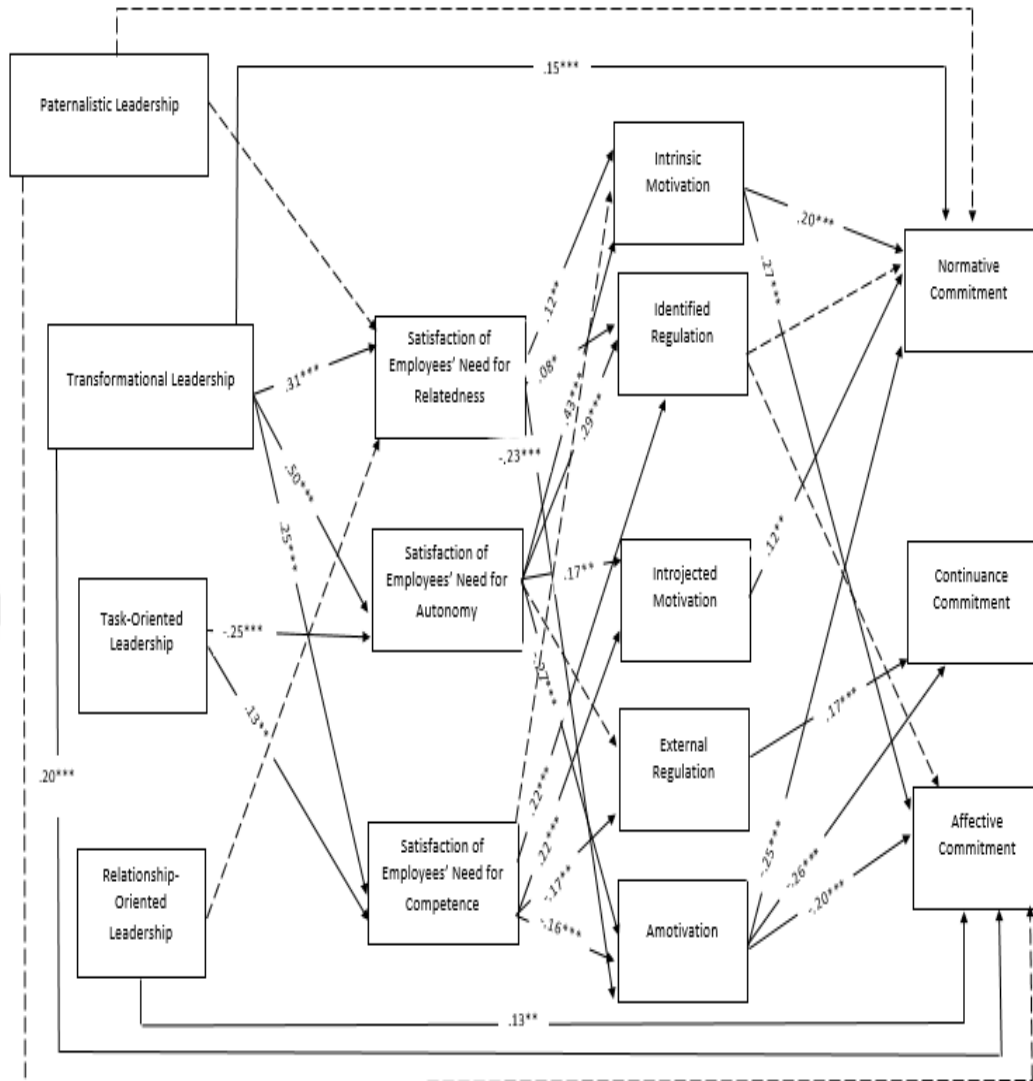 .15***
Paternalistic Leadership
Intrinsic
Motivation
.20***
.27***
Normative
Commitment
.12**
Identified
Regulation
Satisfaction of
Employees' Need for
Relatedness
Transformational Leadership
.31***
.08*
.43***
.29***
-.23***
.50***
.25***
Satisfaction of
Employees' Need for
Autonomy
.17**
Introjected
Motivation
.12**
Continuance
Commitment
Task-Oriented
Leadership
-.25***
.13**
-.27***
External
Regulation
.17***
.20***
.22***
.22***
-.17**
-.16***
Satisfaction of
Employees' Need for
Competence
Affective
Commitment
Relationship-
Oriented
Leadership
-.25***
-.26***
-.20***
Amotivation
.13**